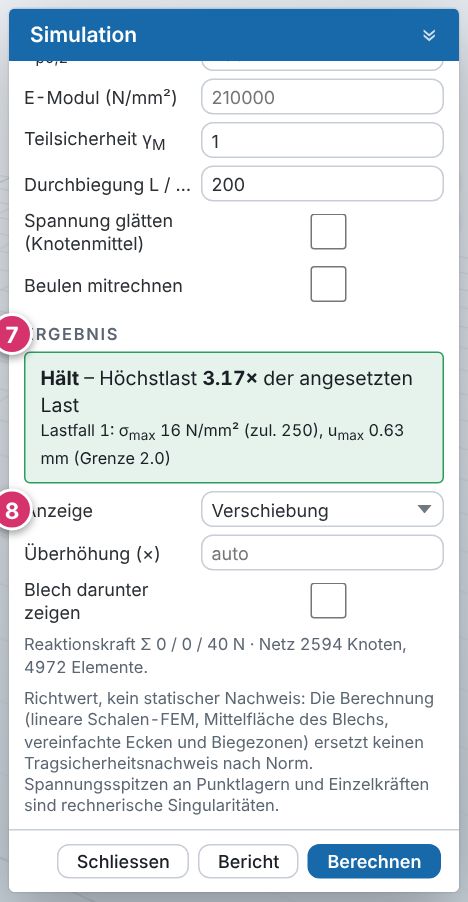 Simulation
E-Modul (N/mm²)
210000
Teilsicherheit γM
1
Durchbiegung L / ...
200
Spannung glätten
(Knotenmittel)
Beulen mitrechnen
7
RGEBNIS
Hält – Höchstlast 3.17× der angesetzten
Last
Lastfall 1: σmax 16 N/mm² (zul. 250), umax 0.63
mm (Grenze 2.0)
8
Anzeige
Verschiebung
Überhöhung (×)
auto
Blech darunter
zeigen
Reaktionskraft Σ 0 / 0 / 40 N · Netz 2594 Knoten,
4972 Elemente.
Richtwert, kein statischer Nachweis: Die Berechnung
(lineare Schalen-FEM, Mittelfläche des Blechs,
vereinfachte Ecken und Biegezonen) ersetzt keinen
Tragsicherheitsnachweis nach Norm.
Spannungsspitzen an Punktlagern und Einzelkräften
sind rechnerische Singularitäten.
Schliessen
Bericht
Berechnen